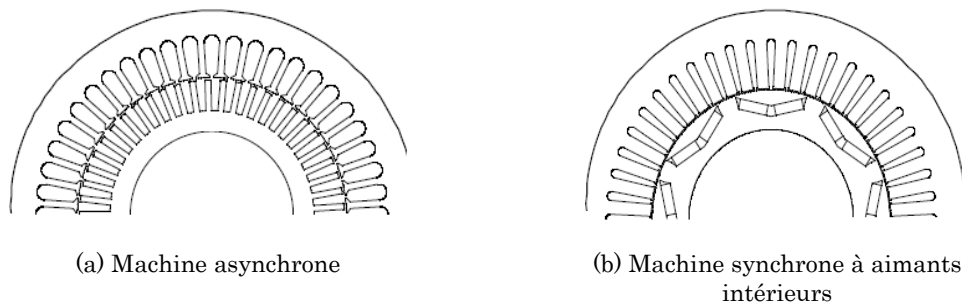 (a) Machine asynchrone
(b) Machine synchrone à aimants
intérieurs